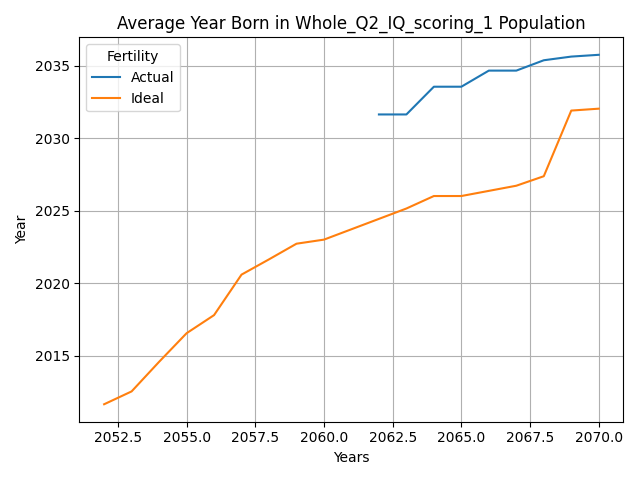 Average Year Born in Whole_Q2_IQ_scoring_1 Population
Fertility
Actual
Ideal
2035
2030
2025
2020
2015
Year
2052.5 2055.0 2057.5 2060.0 2062.5 2065.0 2067.5 2070.0
Years